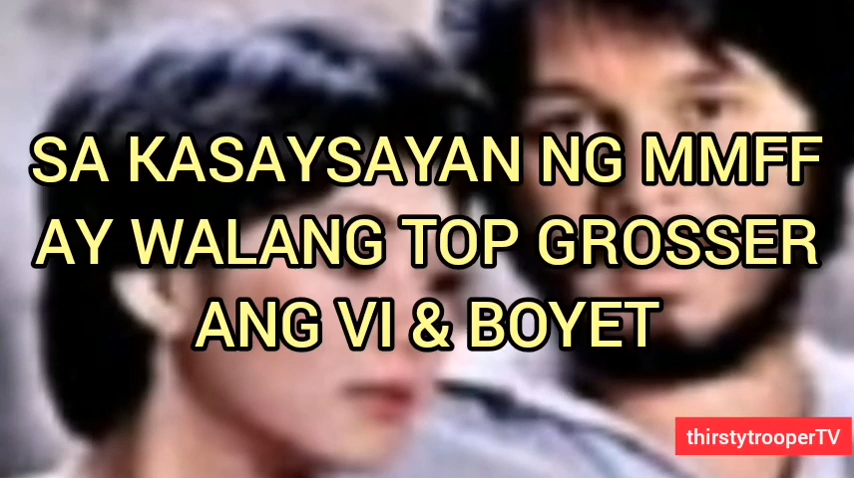 SA KASAYSAYAN NG MMFF
AY WALANG TOP GROSSER
ANG VI & BOYET
thirstytrooperTV